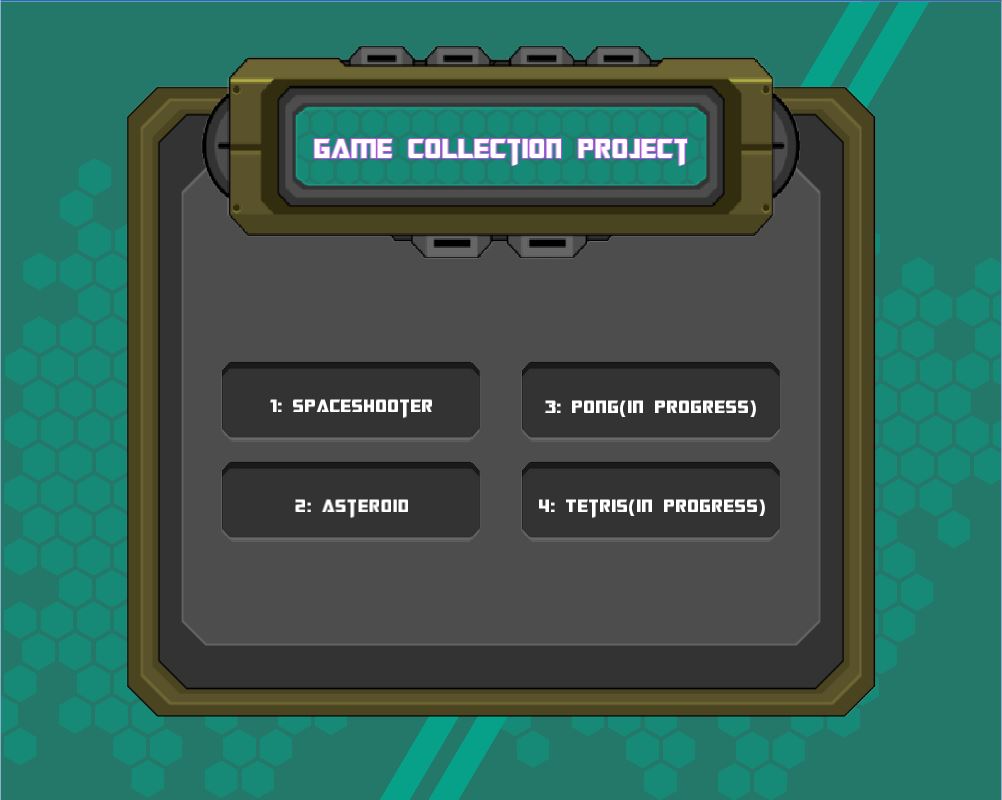 GAME COLLECTION PROJECT
1: SPACESHOOTER
3: PONG(IN PROGRESS)
2: ASTEROID
4: TETRIS(IN PROGRESS)